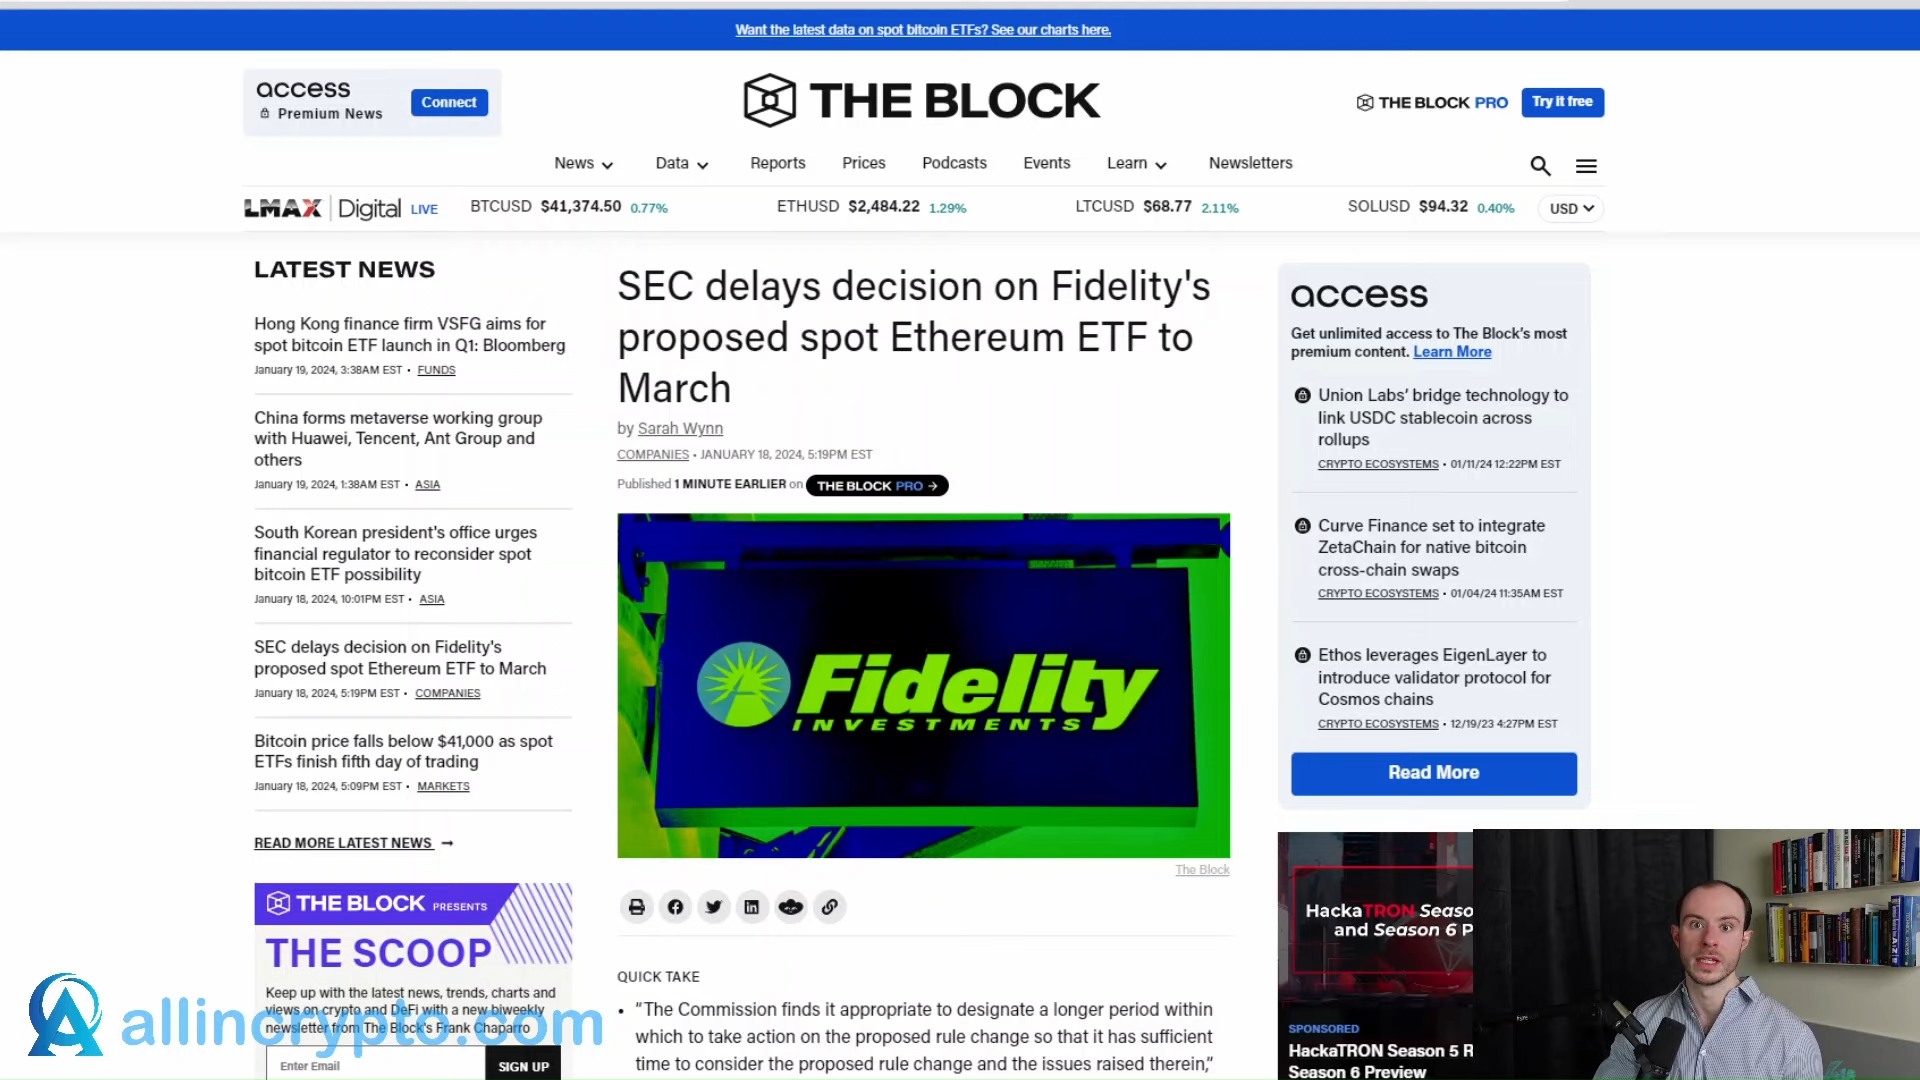 Want the latest data on spot bitcoin ETFs? See our charts here.
access
Premium News
Connect
THE BLOCK
THE BLOCK PRO
Try it free
News
Data
Reports
Prices
Podcasts
Events
Learn
Newsletters
LMAX Digital LIVE
BTCUSD $41,374.50 0.77%
ETHUSD $2,484.22 1.29%
LTCUSD $68.77 2.11%
SOLUSD $94.32 0.40%
USD
LATEST NEWS
Hong Kong finance firm VSFG aims for
spot bitcoin ETF launch in Q1: Bloomberg
January 19, 2024, 3:38AM EST • FUNDS
China forms metaverse working group
with Huawei, Tencent, Ant Group and
others
January 19, 2024, 1:38AM EST • ASIA
South Korean president's office urges
financial regulator to reconsider spot
bitcoin ETF possibility
January 18, 2024, 10:01PM EST • ASIA
SEC delays decision on Fidelity's
proposed spot Ethereum ETF to March
January 18, 2024, 5:19PM EST • COMPANIES
Bitcoin price falls below $41,000 as spot
ETFs finish fifth day of trading
January 18, 2024, 5:09PM EST • MARKETS
READ MORE LATEST NEWS →
THE BLOCK PRESENTS
THE SCOOP
Keep up with the latest news, trends, charts and
views on crypto and DeFi with a new biweekly
newsletter from The Block's Frank Chaparro
Enter Email
SIGN UP
allincrypto.com
SEC delays decision on Fidelity's
proposed spot Ethereum ETF to
March
by Sarah Wynn
COMPANIES • JANUARY 18, 2024, 5:19PM EST
Published 1 MINUTE EARLIER on THE BLOCK PRO →
Fidelity
INVESTMENTS
The Block
QUICK TAKE
• “The Commission finds it appropriate to designate a longer period within
which to take action on the proposed rule change so that it has sufficient
time to consider the proposed rule change and the issues raised therein,”
access
Get unlimited access to The Block's most
premium content. Learn More
Union Labs’ bridge technology to
link USDC stablecoin across
rollups
CRYPTO ECOSYSTEMS • 01/11/24 12:22PM EST
Curve Finance set to integrate
ZetaChain for native bitcoin
cross-chain swaps
CRYPTO ECOSYSTEMS • 01/04/24 11:35AM EST
Ethos leverages EigenLayer to
introduce validator protocol for
Cosmos chains
CRYPTO ECOSYSTEMS • 12/19/23 4:27PM EST
Read More
HackaTRON Seaso
and Season 6 P
SPONSORED
HackaTRON Season 5 R
Season 6 Preview